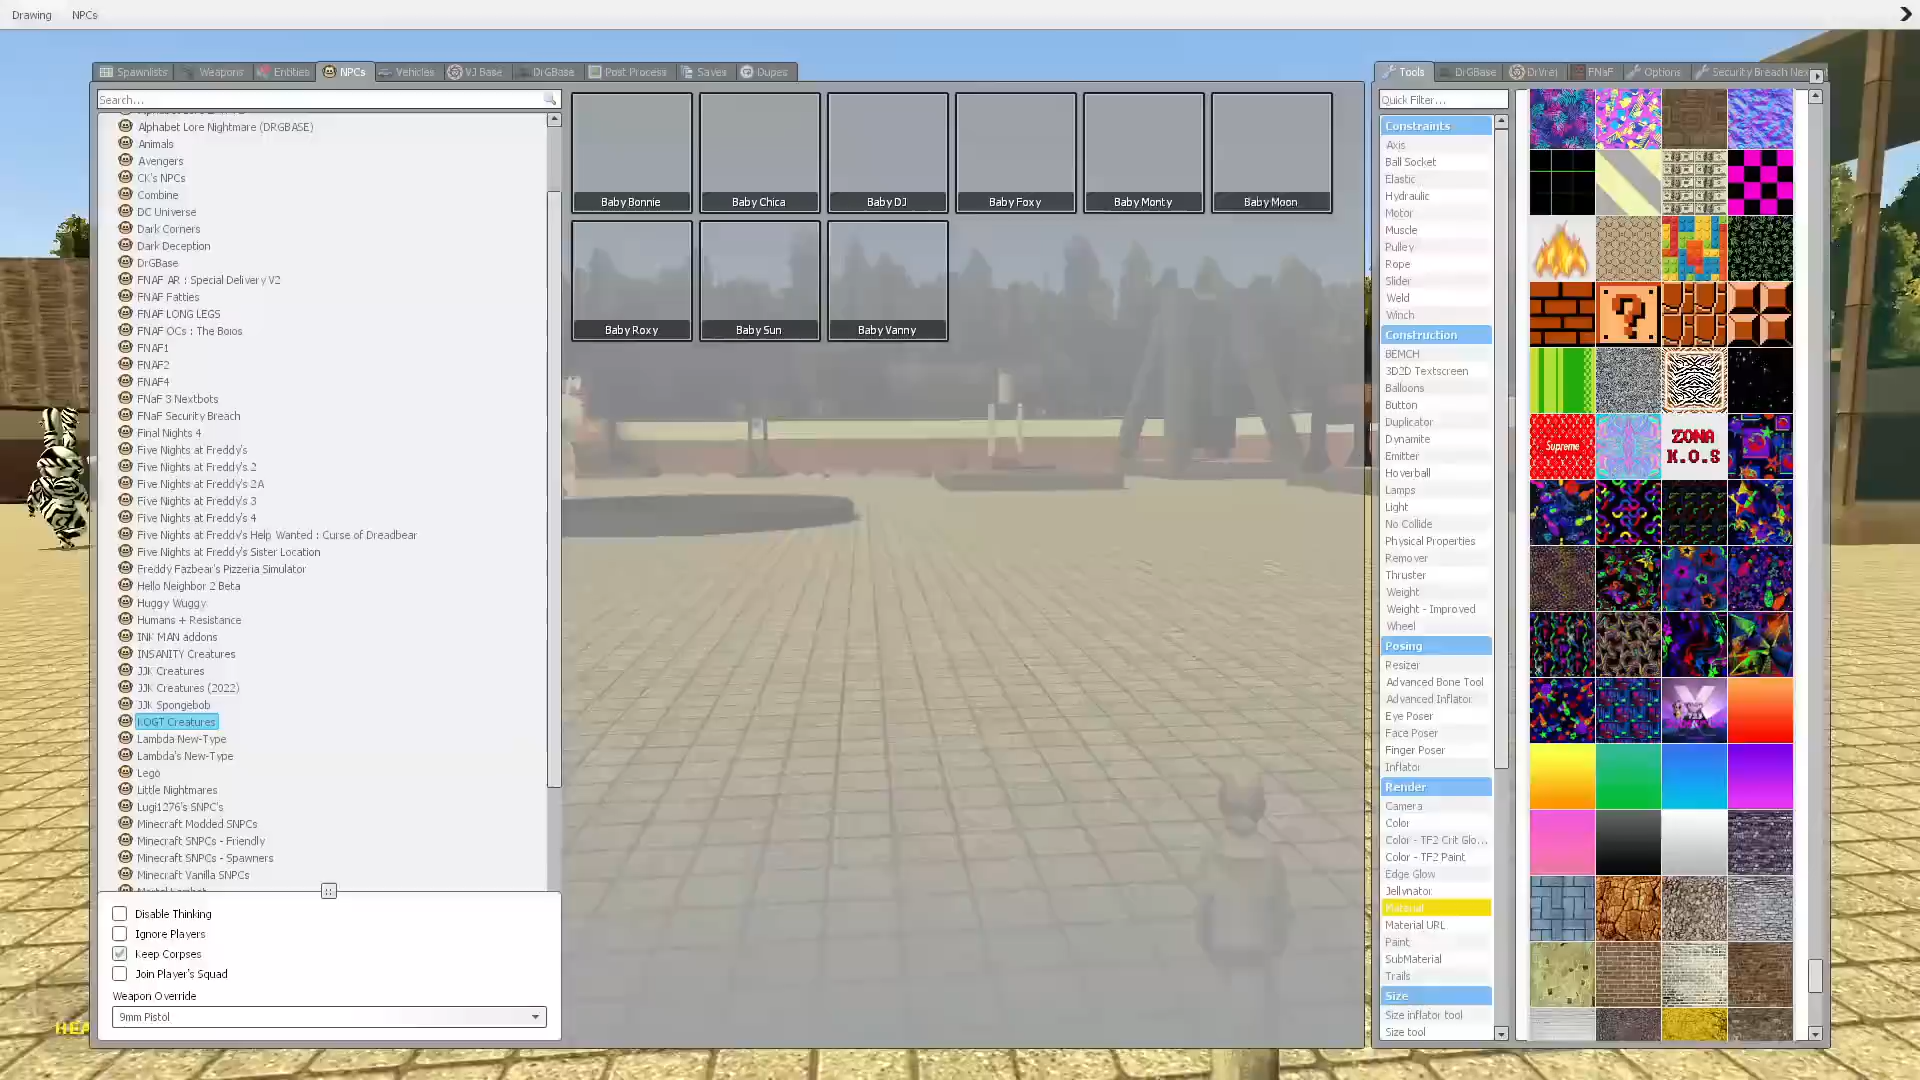 Drawing NPCs
Spawnlists Weapons Entities NPCs Vehicles VJ Base DrGBase Post Process Saves Dupes
Search...
Alphabet Lore Nightmare (DRGBASE)
Animals
Avengers
CK's NPCs
Combine
DC Universe
Dark Corners
Dark Deception
DrGBase
FNAF AR : Special Delivery V2
FNAF Fatties
FNAF LONG LEGS
FNAF OCs : The Bois
FNAF1
FNAF2
FNAF4
FNaF 3 Nextbots
FNaF Security Breach
Final Nights 4
Five Nights at Freddy's
Five Nights at Freddy's 2
Five Nights at Freddy's 2A
Five Nights at Freddy's 3
Five Nights at Freddy's 4
Five Nights at Freddy's Help Wanted : Curse of Dreadbear
Five Nights at Freddy's Sister Location
Freddy Fazbear's Pizzeria Simulator
Hello Neighbor 2 Beta
Huggy Wuggy
Humans + Resistance
INK MAN addons
INSANITY Creatures
JJK Creatures
JJK Creatures (2022)
JJK Spongebob
KOGT Creatures
Lambda New-Type
Lambda's New-Type
Lego
Little Nightmares
Lugi1276's SNPC's
Minecraft Modded SNPCs
Minecraft SNPCs - Friendly
Minecraft SNPCs - Spawners
Minecraft Vanilla SNPCs
Disable Thinking
Ignore Players
Keep Corpses
Join Player's Squad
Weapon Override
9mm Pistol
HEA
Baby Bonnie Baby Chica Baby DJ Baby Foxy Baby Monty Baby Moon
Baby Roxy Baby Sun Baby Vanny
Tools DrGBase DrVrej FNaF Options Security Breach Nex
Quick Filter...
Constraints
Axis
Ball Socket
Elastic
Hydraulic
Motor
Muscle
Pulley
Rope
Slider
Weld
Winch
Construction
BEMCH
3D2D Textscreen
Balloons
Button
Duplicator
Dynamite
Emitter
Hoverball
Lamps
Light
No Collide
Physical Properties
Remover
Thruster
Weight
Weight - Improved
Wheel
Posing
Resizer
Advanced Bone Tool
Advanced Inflator
Eye Poser
Face Poser
Finger Poser
Inflator
Render
Camera
Color
Color - TF2 Crit Glo...
Color - TF2 Paint
Edge Glow
Jellynator
Material
Material URL
Paint
SubMaterial
Trails
Size
Size inflator tool
Size tool
?
Supreme
ZONA
K.O.S